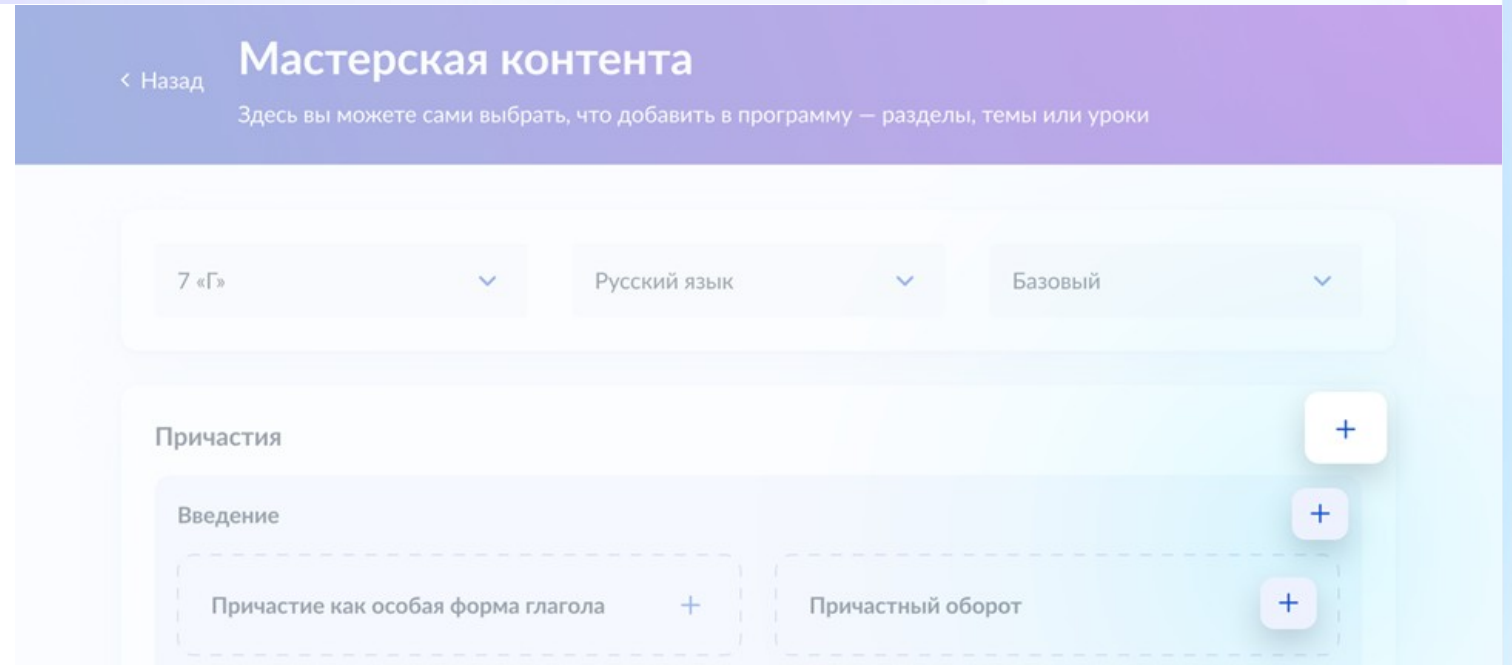 Мастерская контента
< Назад
Здесь вы можете сами выбрать, что добавить в программу — разделы, темы или уроки
7 «Г»
Русский язык
Базовый
Причастия
+
Введение
+
Причастие как особая форма глагола +
Причастный оборот +